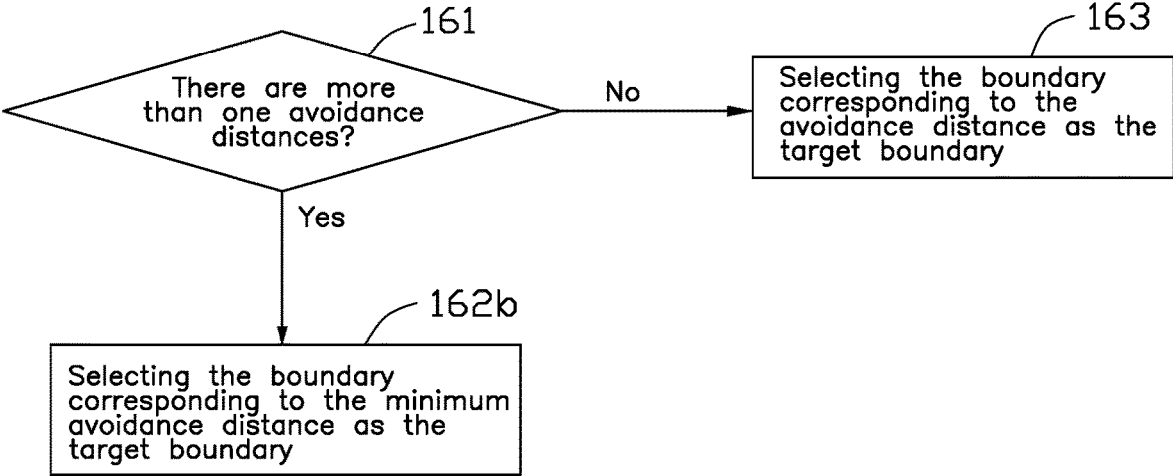 161
There are more
than one avoidance
distances?
No
163
Selecting the boundary
corresponding to the
avoidance distance as the
target boundary
Yes
162b
Selecting the boundary
corresponding to the minimum
avoidance distance as the
target boundary